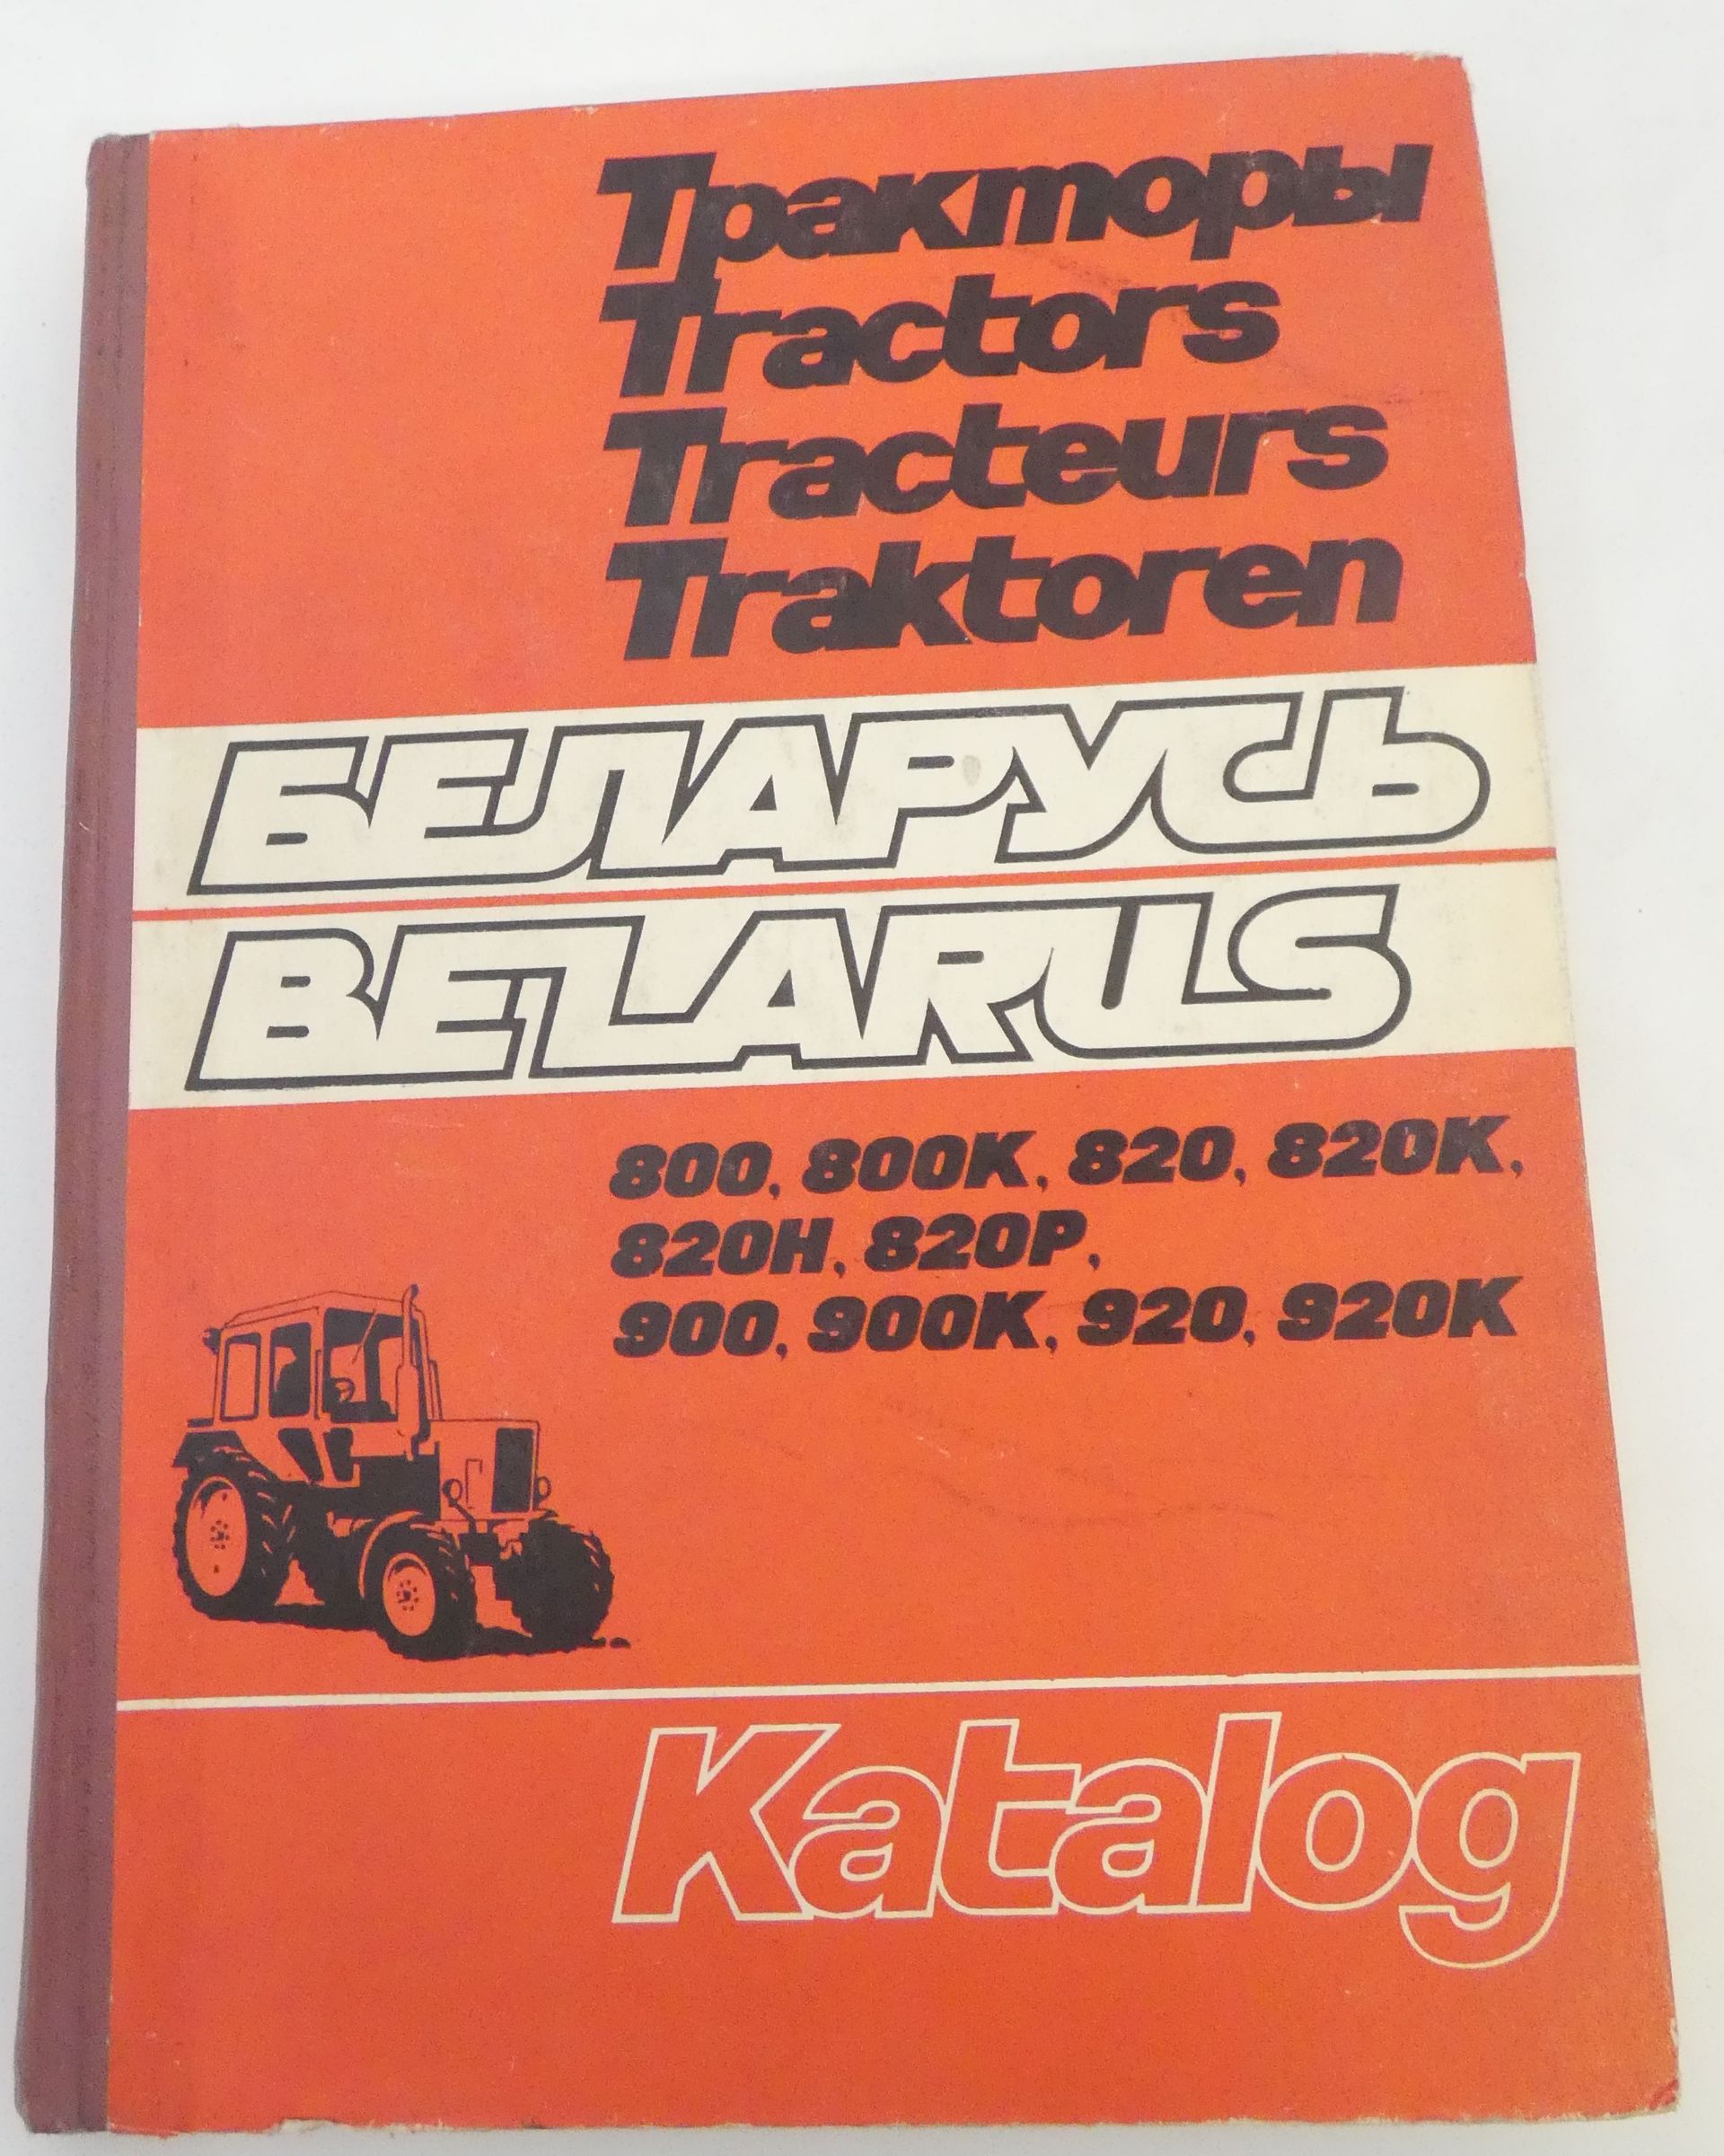 Тракторы
Tractors
Tracteurs
Traktoren
БЕЛАРУСЬ
BELARUS
800, 800K, 820, 820K,
820H, 820P,
900, 900K, 920, 920K
Katalog